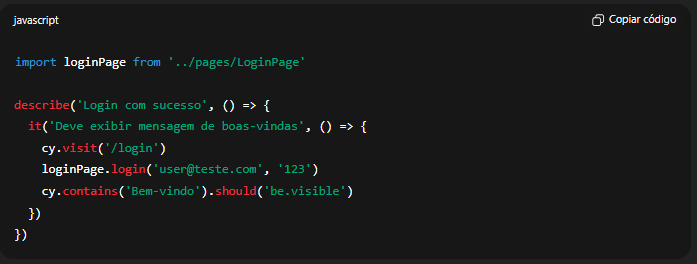 javascript
Copiar código
import loginPage from '../pages/LoginPage'
describe('Login com sucesso', () => {
it('Deve exibir mensagem de boas-vindas', () => {
cy.visit('/login')
loginPage.login('user@teste.com', '123')
cy.contains('Bem-vindo').should('be.visible')
})
})